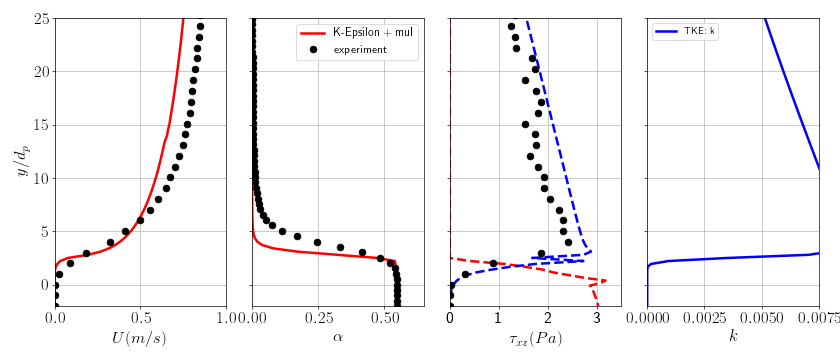 K-Epsilon + mul
experiment
TKE: k
25
20
15
10
5
0
y/d_p
0.0 0.5 1.0
0.00 0.25 0.50
0 1 2 3
0.0000 0.0025 0.0050 0.0075
U(m/s)
α
τ_xz(Pa)
k